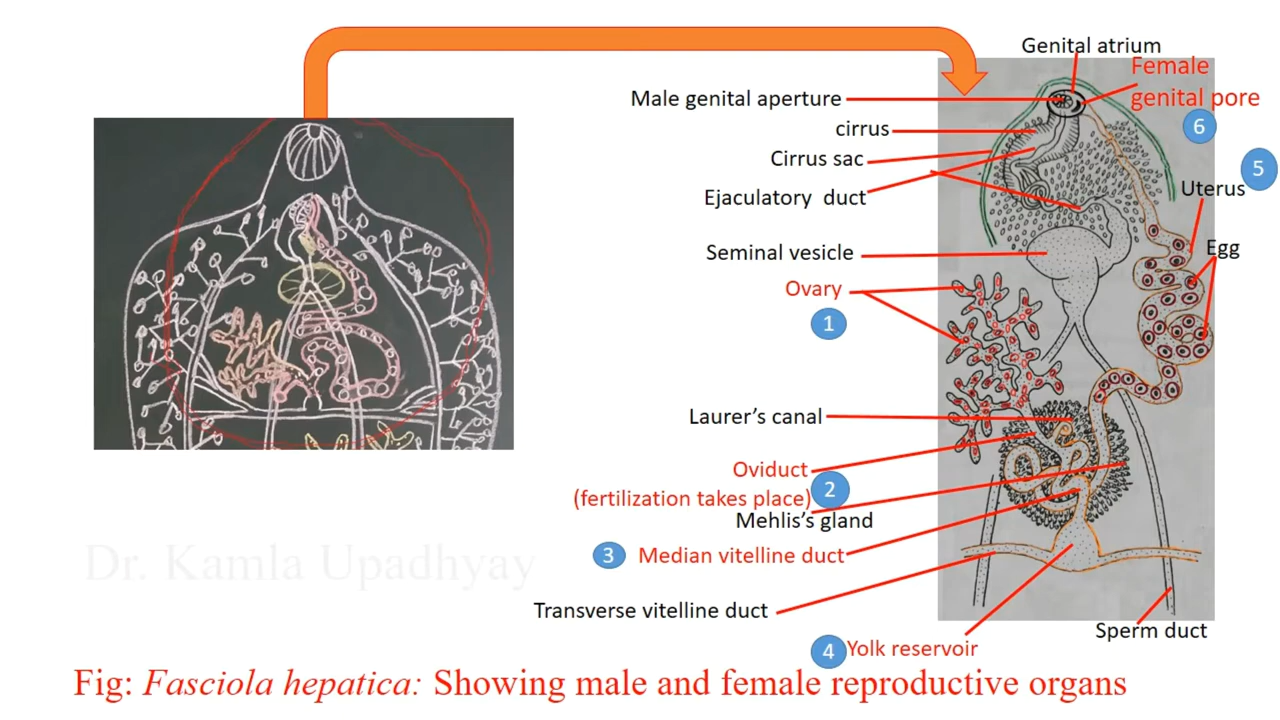 Genital atrium
Female
genital pore
Male genital aperture
6
cirrus
Cirrus sac
5
Uterus
Ejaculatory duct
Egg
Seminal vesicle
Ovary
1
Laurer’s canal
Oviduct
2
(fertilization takes place)
Mehlis’s gland
3 Median vitelline duct
Dr. Kamla Upadhyay
Transverse vitelline duct
Sperm duct
4 Yolk reservoir
Fig: Fasciola hepatica: Showing male and female reproductive organs